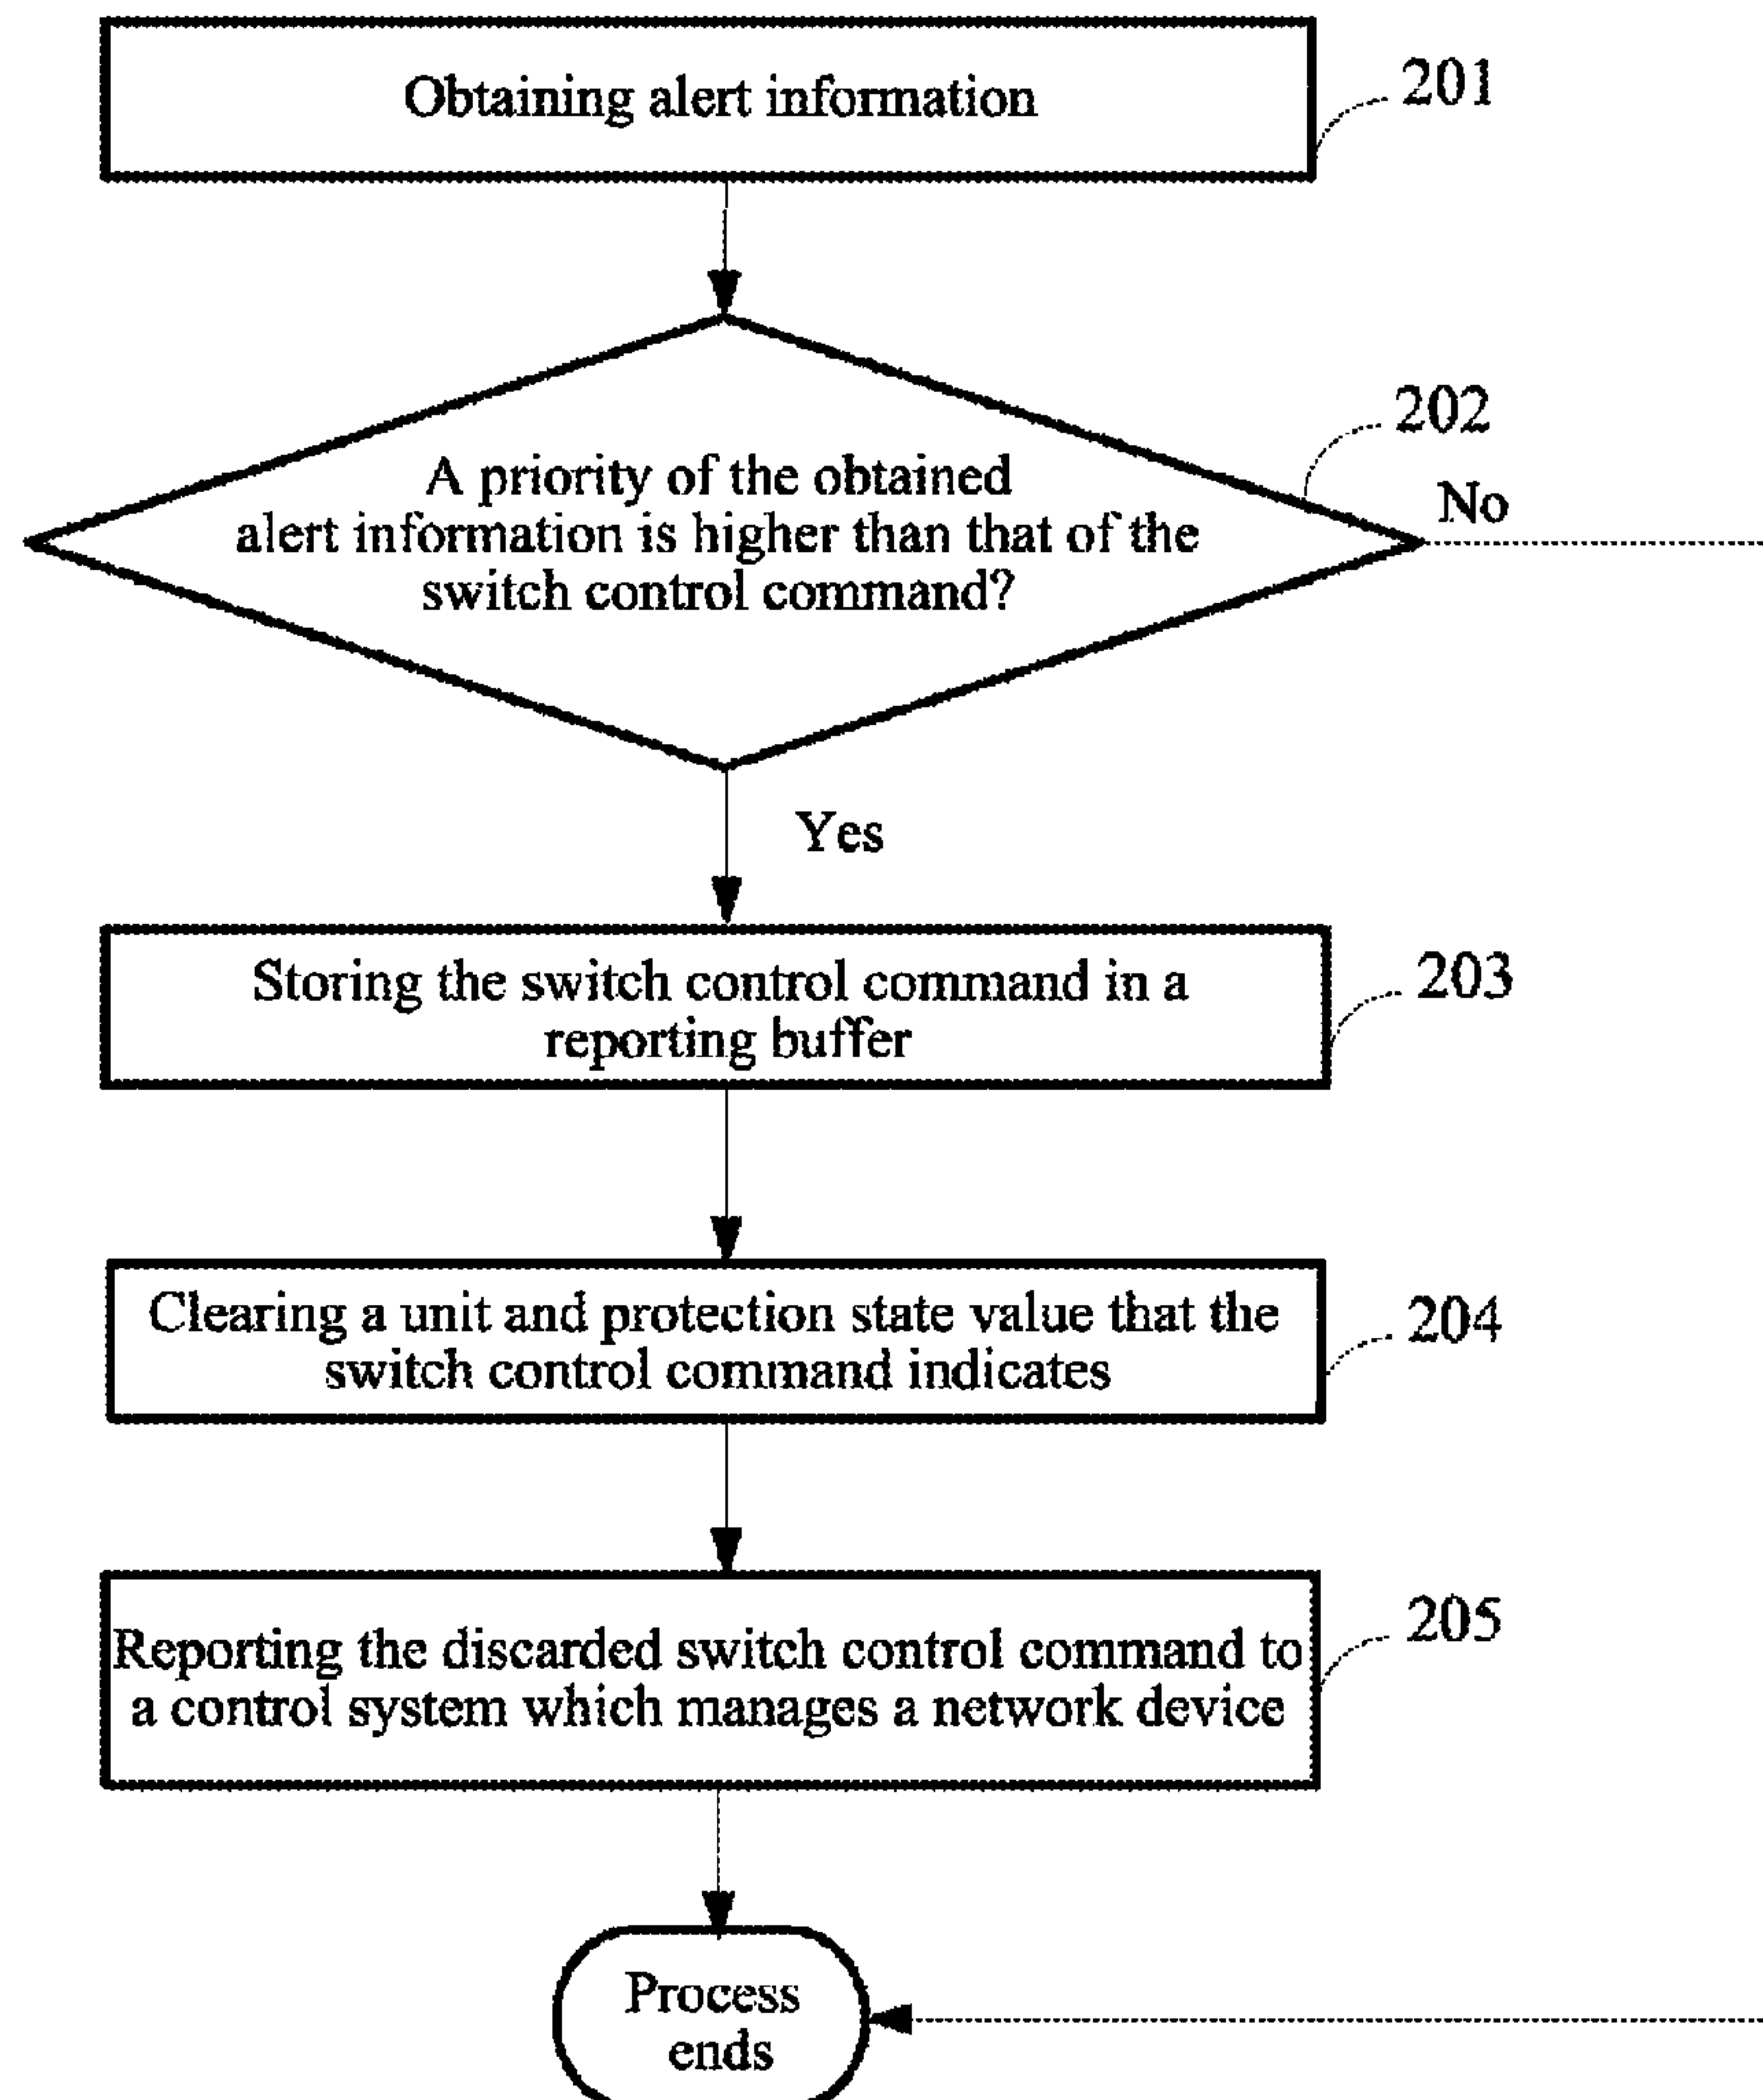 Obtaining alert information
201
202
A priority of the obtained
alert information is higher than that of the
switch control command?
No
Yes
Storing the switch control command in a
reporting buffer
203
Clearing a unit and protection state value that the
switch control command indicates
204
Reporting the discarded switch control command to
a control system which manages a network device
205
Process
ends